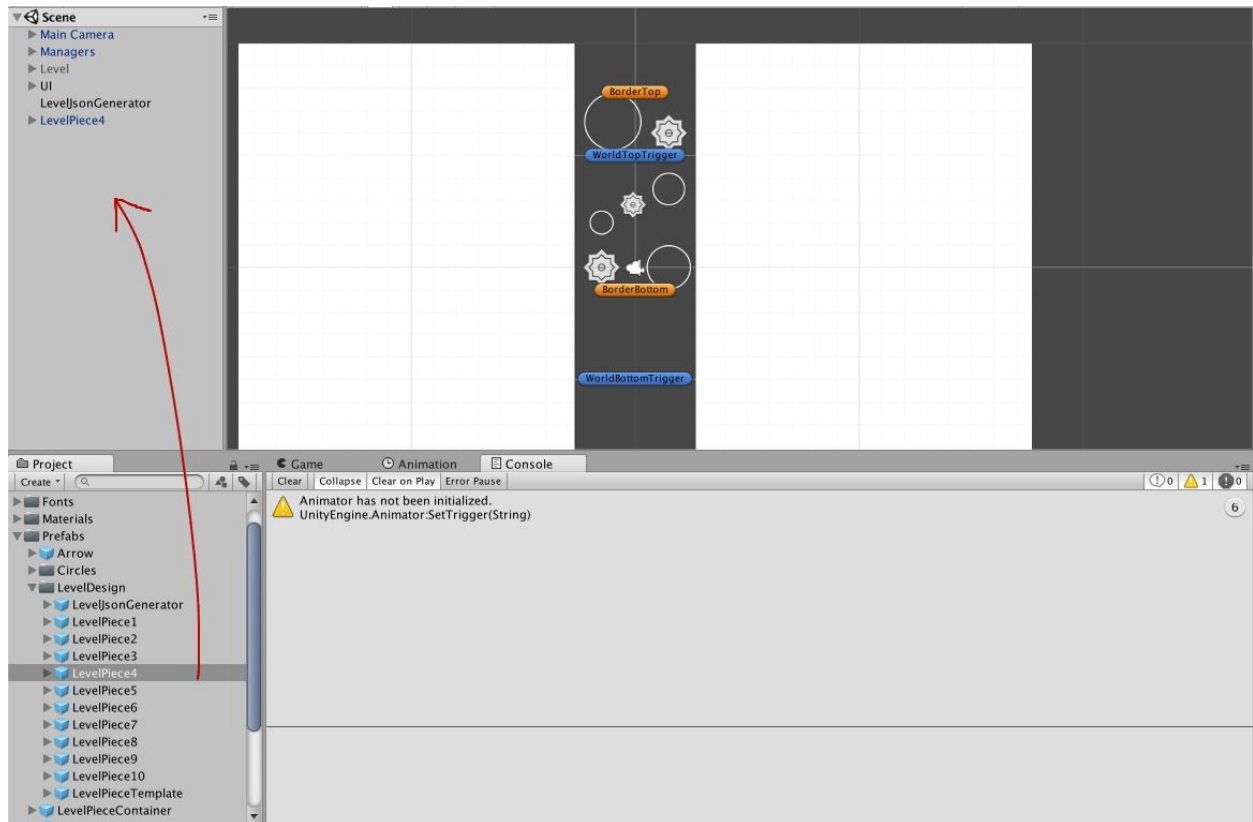 Scene
Main Camera
Managers
Level
UI
LevelJsonGenerator
LevelPiece4
BorderTop
WorldTopTrigger
BorderBottom
WorldBottomTrigger
Project
Create
Fonts
Materials
Prefabs
Arrow
Circles
LevelDesign
LevelJsonGenerator
LevelPiece1
LevelPiece2
LevelPiece3
LevelPiece4
LevelPiece5
LevelPiece6
LevelPiece7
LevelPiece8
LevelPiece9
LevelPiece10
LevelPieceTemplate
LevelPieceContainer
Game Animation Console
Clear Collapse Clear on Play Error Pause 0 1 0
Animator has not been initialized.
UnityEngine.Animator:SetTrigger(String)
6